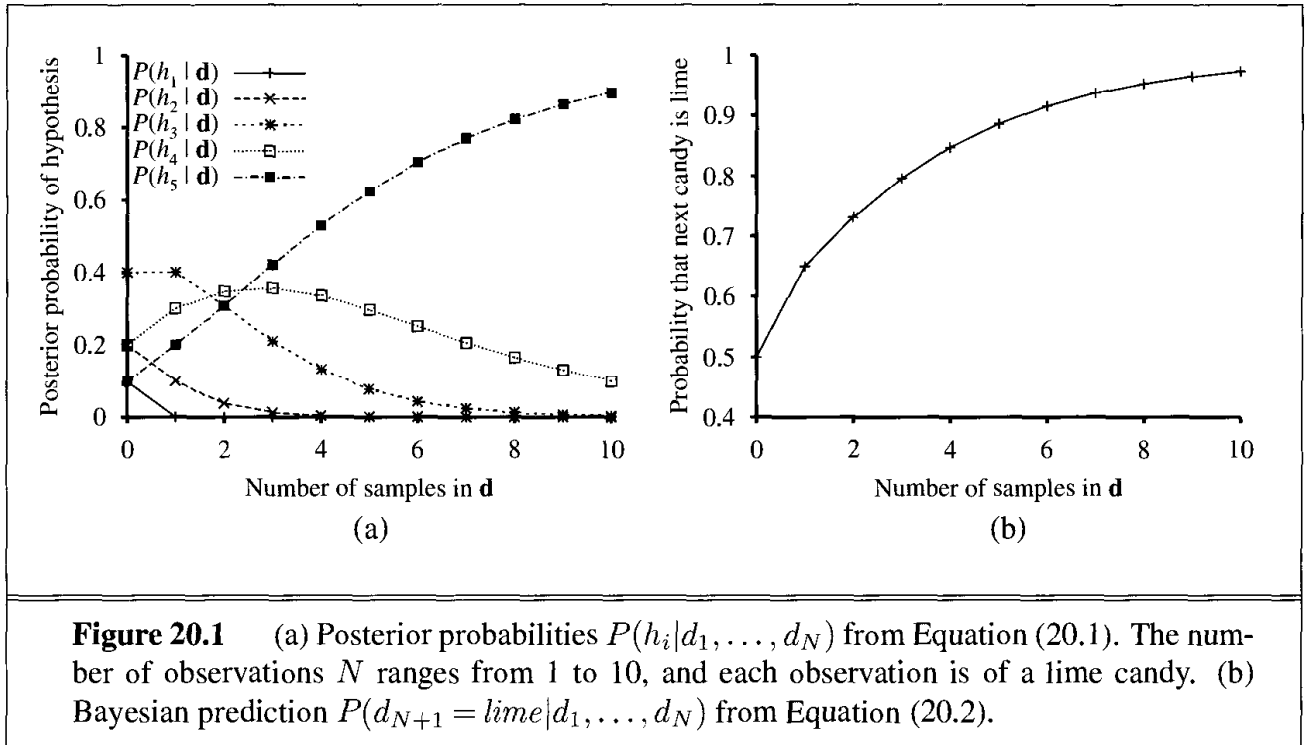 Posterior probability of hypothesis
1
0.8
0.6
0.4
0.2
0
P(h₁ | d)
P(h₂ | d)
P(h₃ | d)
P(h₄ | d)
P(h₅ | d)
0 2 4 6 8 10
Number of samples in d
(a)
Probability that next candy is lime
1
0.9
0.8
0.7
0.6
0.5
0.4
0 2 4 6 8 10
Number of samples in d
(b)
Figure 20.1 (a) Posterior probabilities P(hᵢ|d₁, . . . , d_N) from Equation (20.1). The num-
ber of observations N ranges from 1 to 10, and each observation is of a lime candy. (b)
Bayesian prediction P(d_{N+1} = lime|d₁, . . . , d_N) from Equation (20.2).